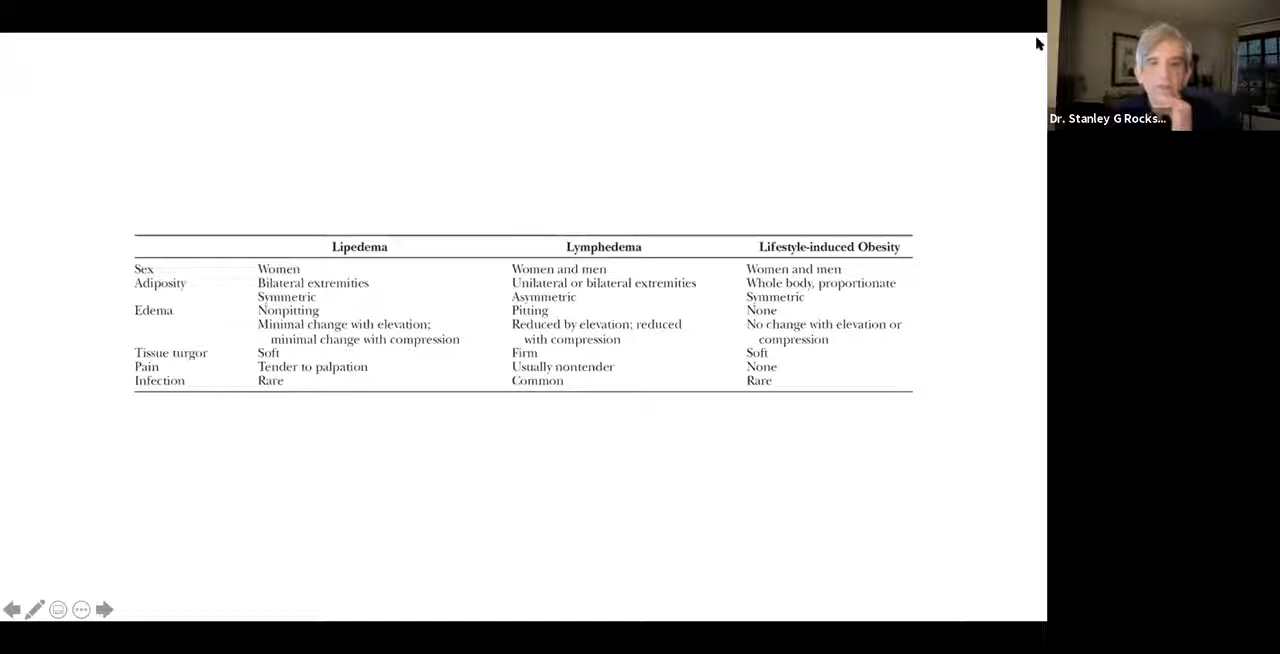 Dr. Stanley G Rocks...
Lipedema Lymphedema Lifestyle-induced Obesity
Sex Women Women and men Women and men
Adiposity Bilateral extremities Unilateral or bilateral extremities Whole body, proportionate
Symmetric Asymmetric Symmetric
Edema Nonpitting Pitting None
Minimal change with elevation; Reduced by elevation; reduced No change with elevation or
minimal change with compression with compression compression
Tissue turgor Soft Firm Soft
Pain Tender to palpation Usually nontender None
Infection Rare Common Rare